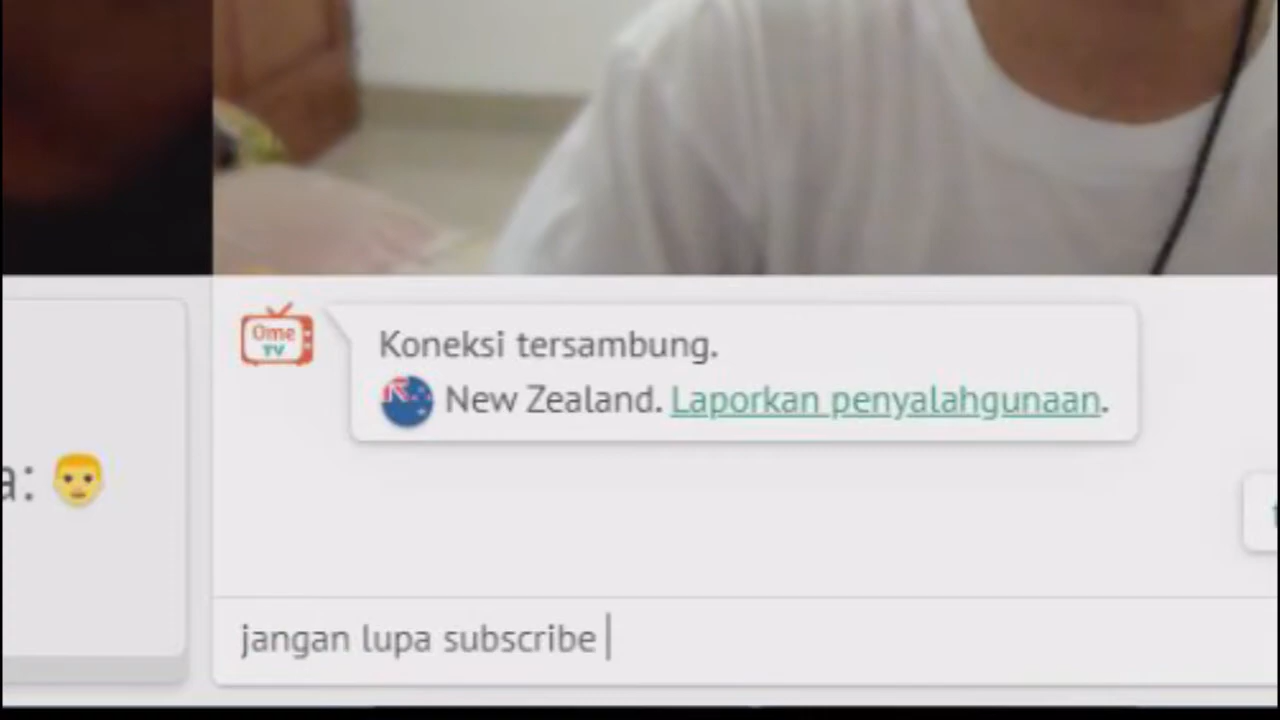 Ome
TV
Koneksi tersambung.
New Zealand. Laporkan penyalahgunaan.
a:
jangan lupa subscribe